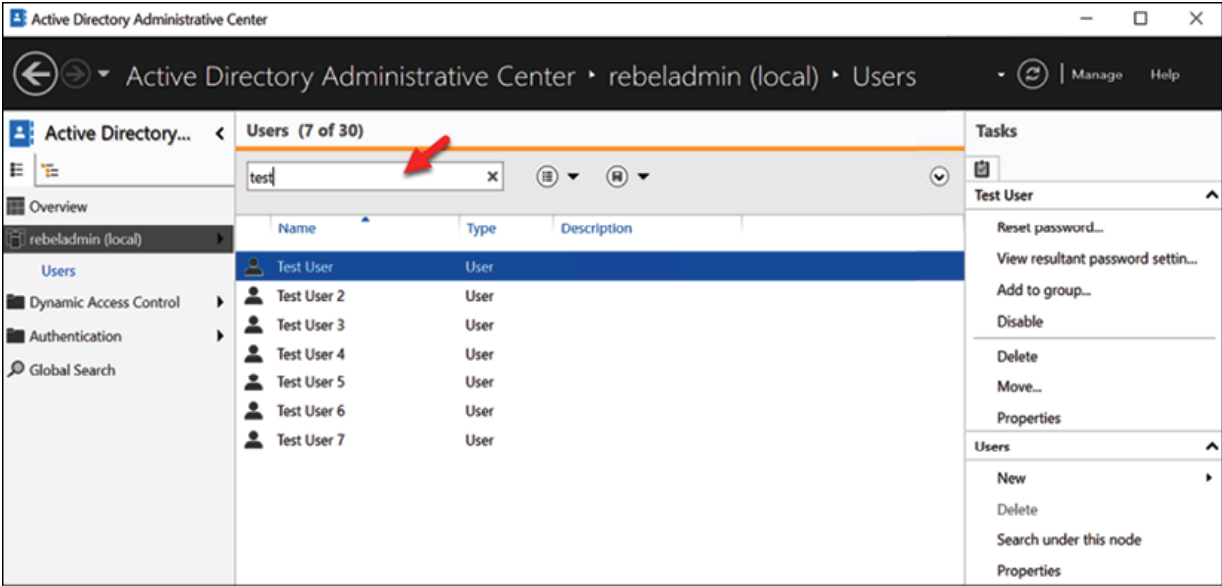 Active Directory Administrative Center
Active Directory Administrative Center ‣ rebeladmin (local) ‣ Users
Manage
Help
Active Directory...
Overview
rebeladmin (local)
Users
Dynamic Access Control
Authentication
Global Search
Users (7 of 30)
test
Name Type Description
Test User User
Test User 2 User
Test User 3 User
Test User 4 User
Test User 5 User
Test User 6 User
Test User 7 User
Tasks
Test User
Reset password...
View resultant password settin...
Add to group...
Disable
Delete
Move...
Properties
Users
New
Delete
Search under this node
Properties